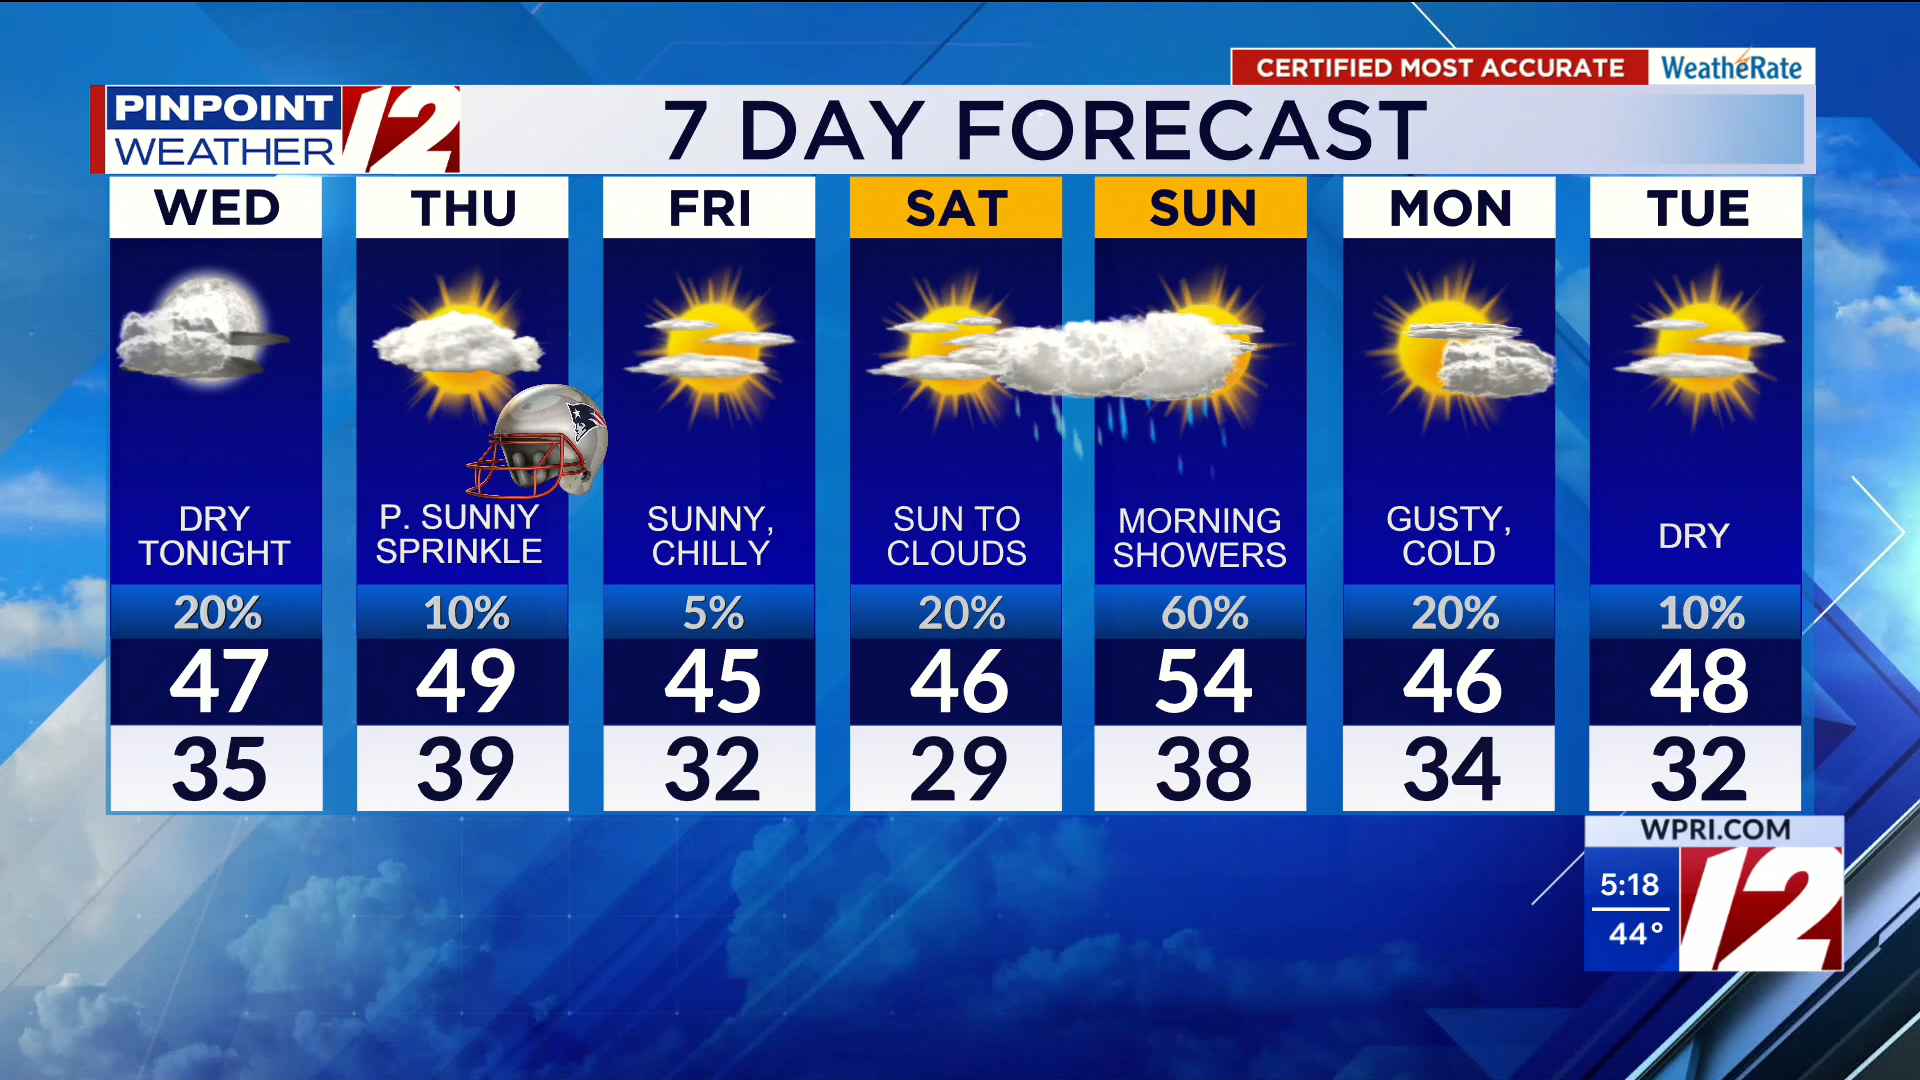 CERTIFIED MOST ACCURATE WeatheRate
PINPOINT
WEATHER 12
7 DAY FORECAST
WED THU FRI SAT SUN MON TUE
DRY
TONIGHT
P. SUNNY
SPRINKLE
SUNNY,
CHILLY
SUN TO
CLOUDS
MORNING
SHOWERS
GUSTY,
COLD
DRY
20% 10% 5% 20% 60% 20% 10%
47 49 45 46 54 46 48
35 39 32 29 38 34 32
WPRI.COM
5:18
44°
12